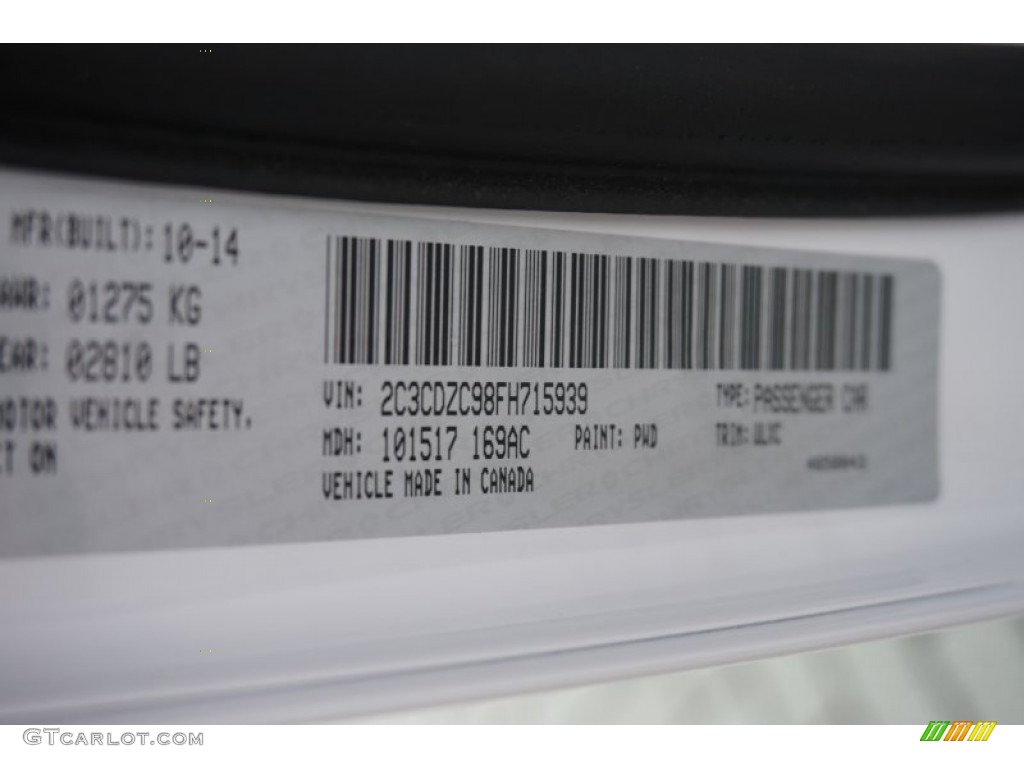 MFR(BUILT): 10-14
01275 KG
02810 LB
MOTOR VEHICLE SAFETY,
ON
VIN: 2C3CDZC98FH715939
TYPE: PASSENGER CAR
MDH: 101517 169AC
PAINT: PWD
TRIM:
VEHICLE MADE IN CANADA
GTCARLOT.COM